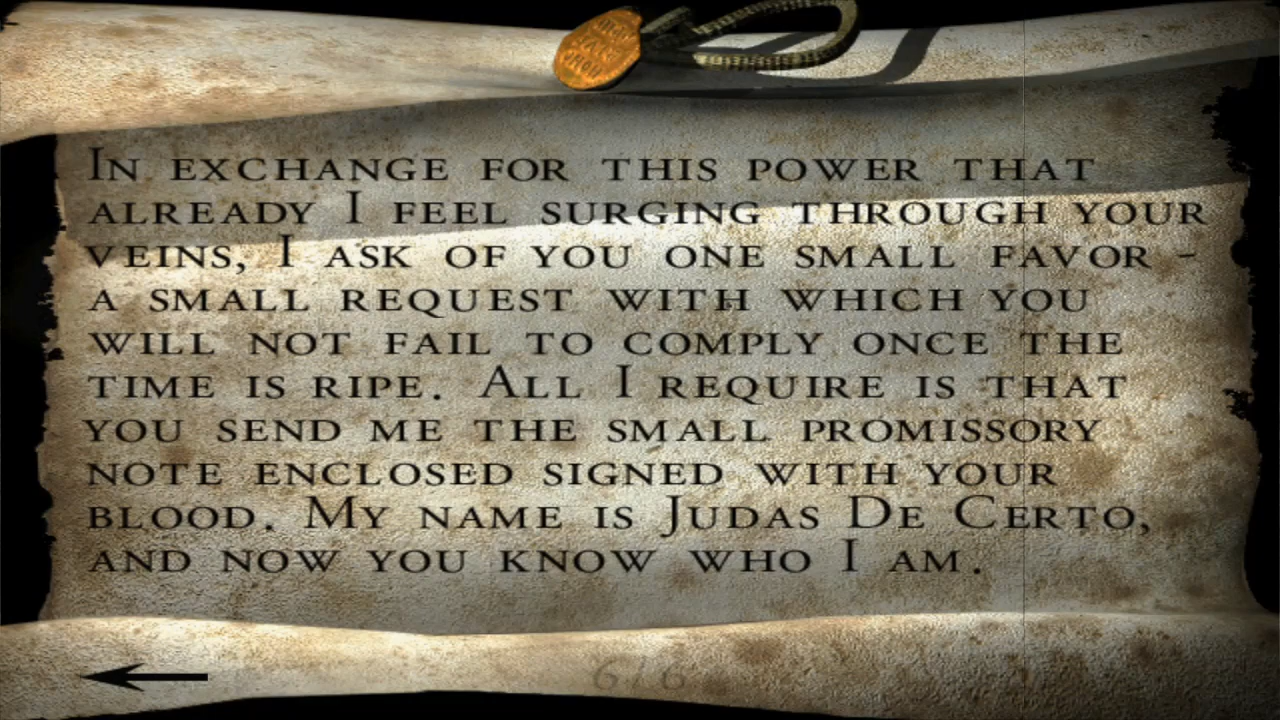 In exchange for this power that
already I feel surging through your
veins, I ask of you one small favor -
a small request with which you
will not fail to comply once the
time is ripe. All I require is that
you send me the small promissory
note enclosed signed with your
blood. My name is Judas De Certo,
and now you know who I am.
6/6